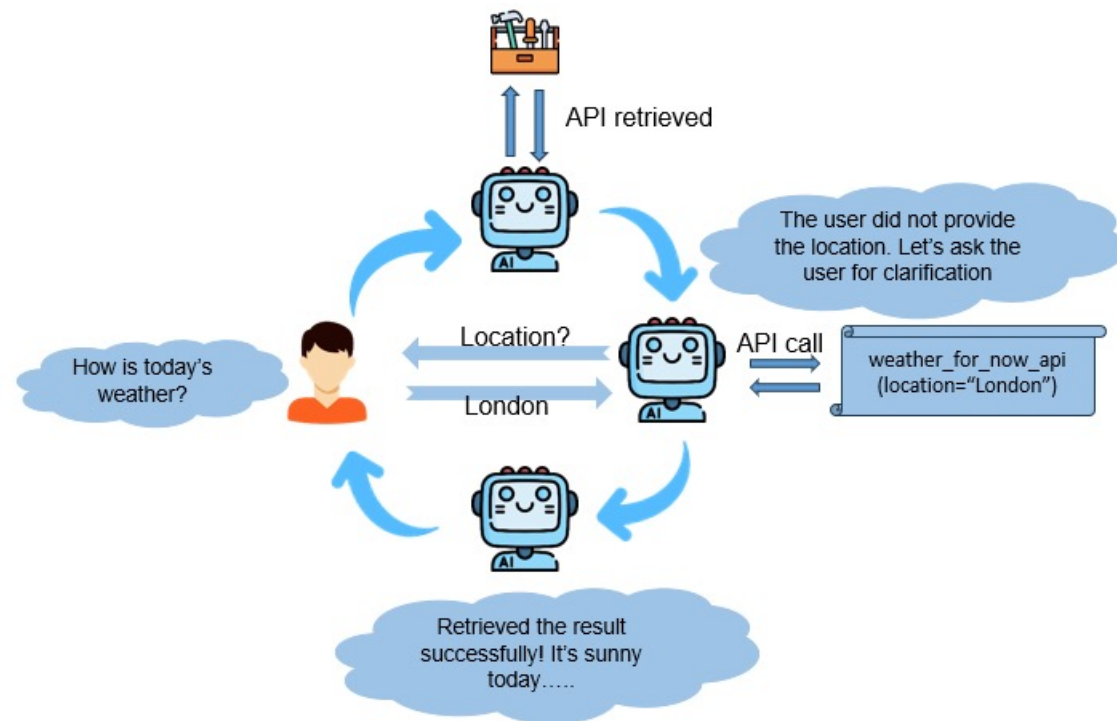 API retrieved
AI
The user did not provide
the location. Let’s ask the
user for clarification
How is today’s
weather?
Location?
London
AI
API call
weather_for_now_api
(location=“London”)
AI
Retrieved the result
successfully! It’s sunny
today…..